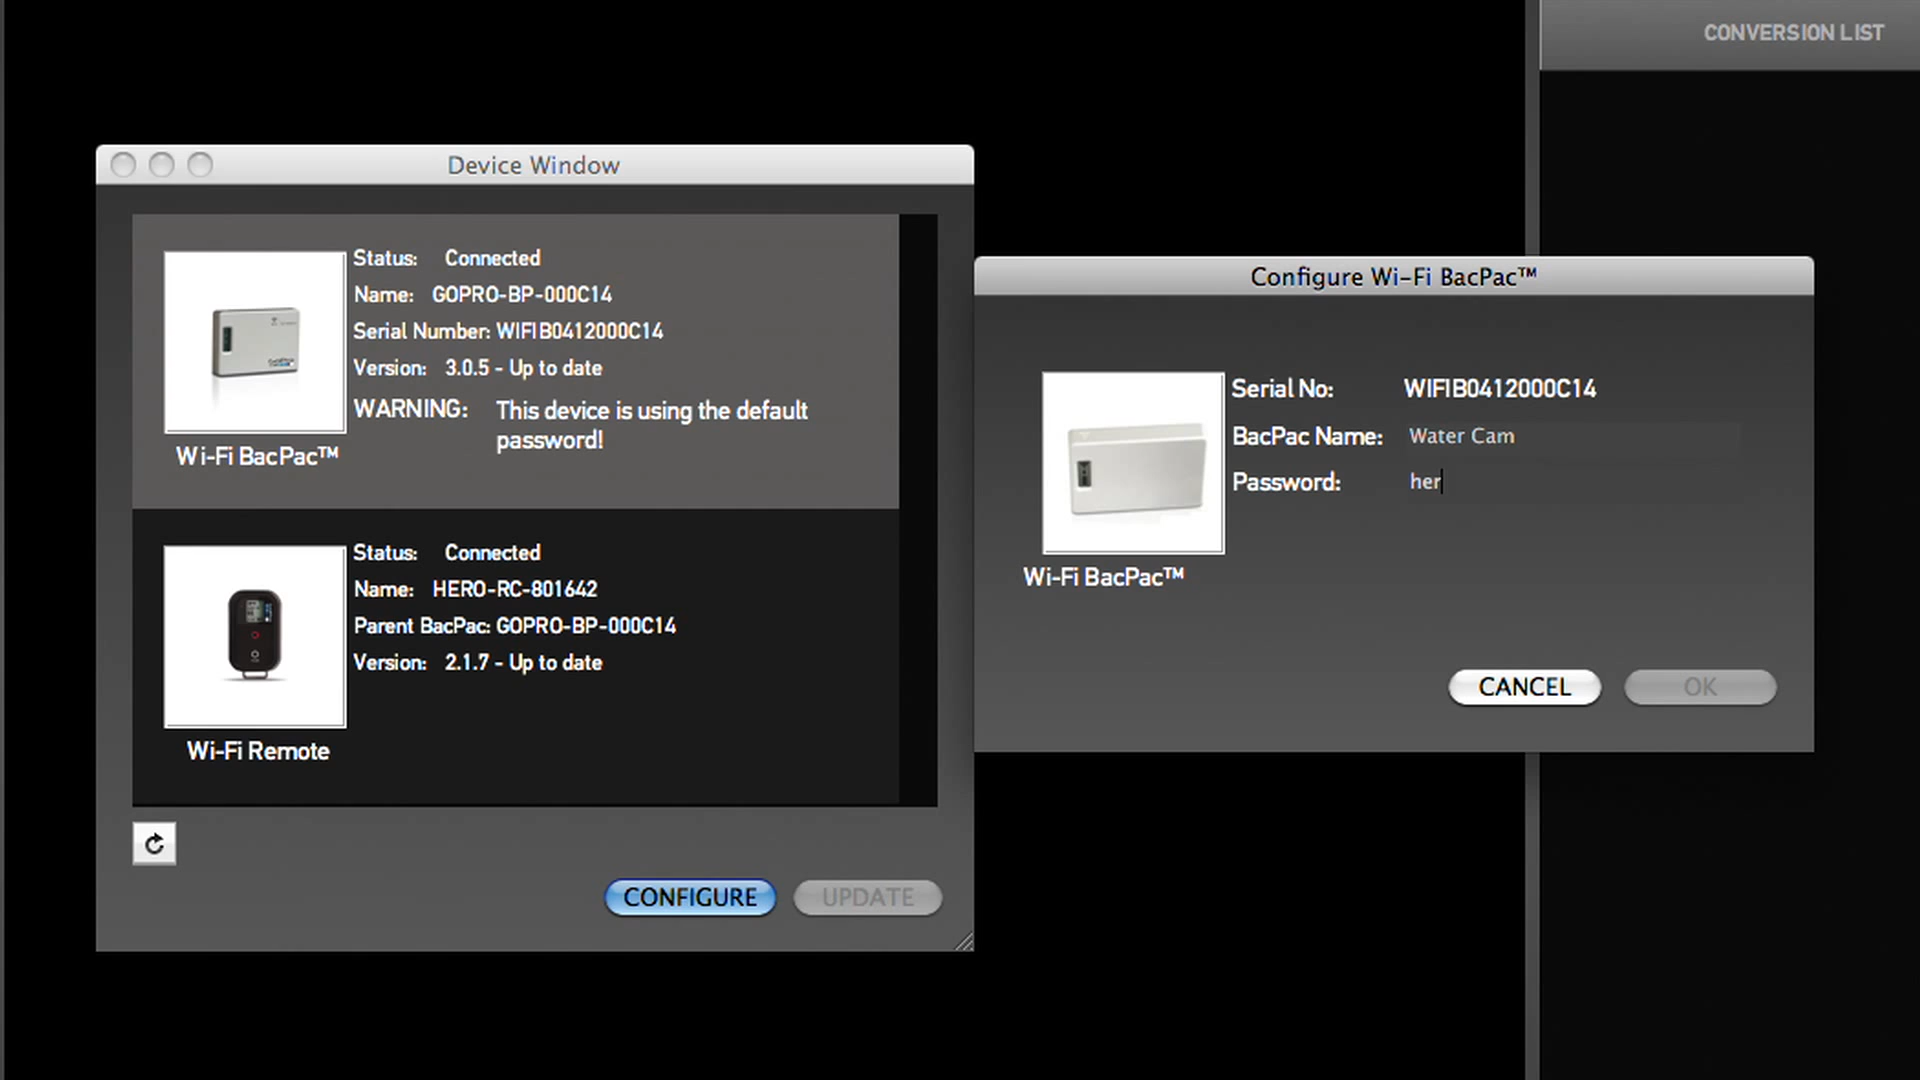 CONVERSION LIST
Device Window
Status: Connected
Name: GOPRO-BP-000C14
Serial Number: WIFIB0412000C14
Version: 3.0.5 - Up to date
WARNING: This device is using the default
password!
Wi-Fi BacPac™
Status: Connected
Name: HERO-RC-801642
Parent BacPac: GOPRO-BP-000C14
Version: 2.1.7 - Up to date
Wi-Fi Remote
CONFIGURE
UPDATE
Configure Wi-Fi BacPac™
Serial No: WIFIB0412000C14
BacPac Name: Water Cam
Password: her
Wi-Fi BacPac™
CANCEL
OK